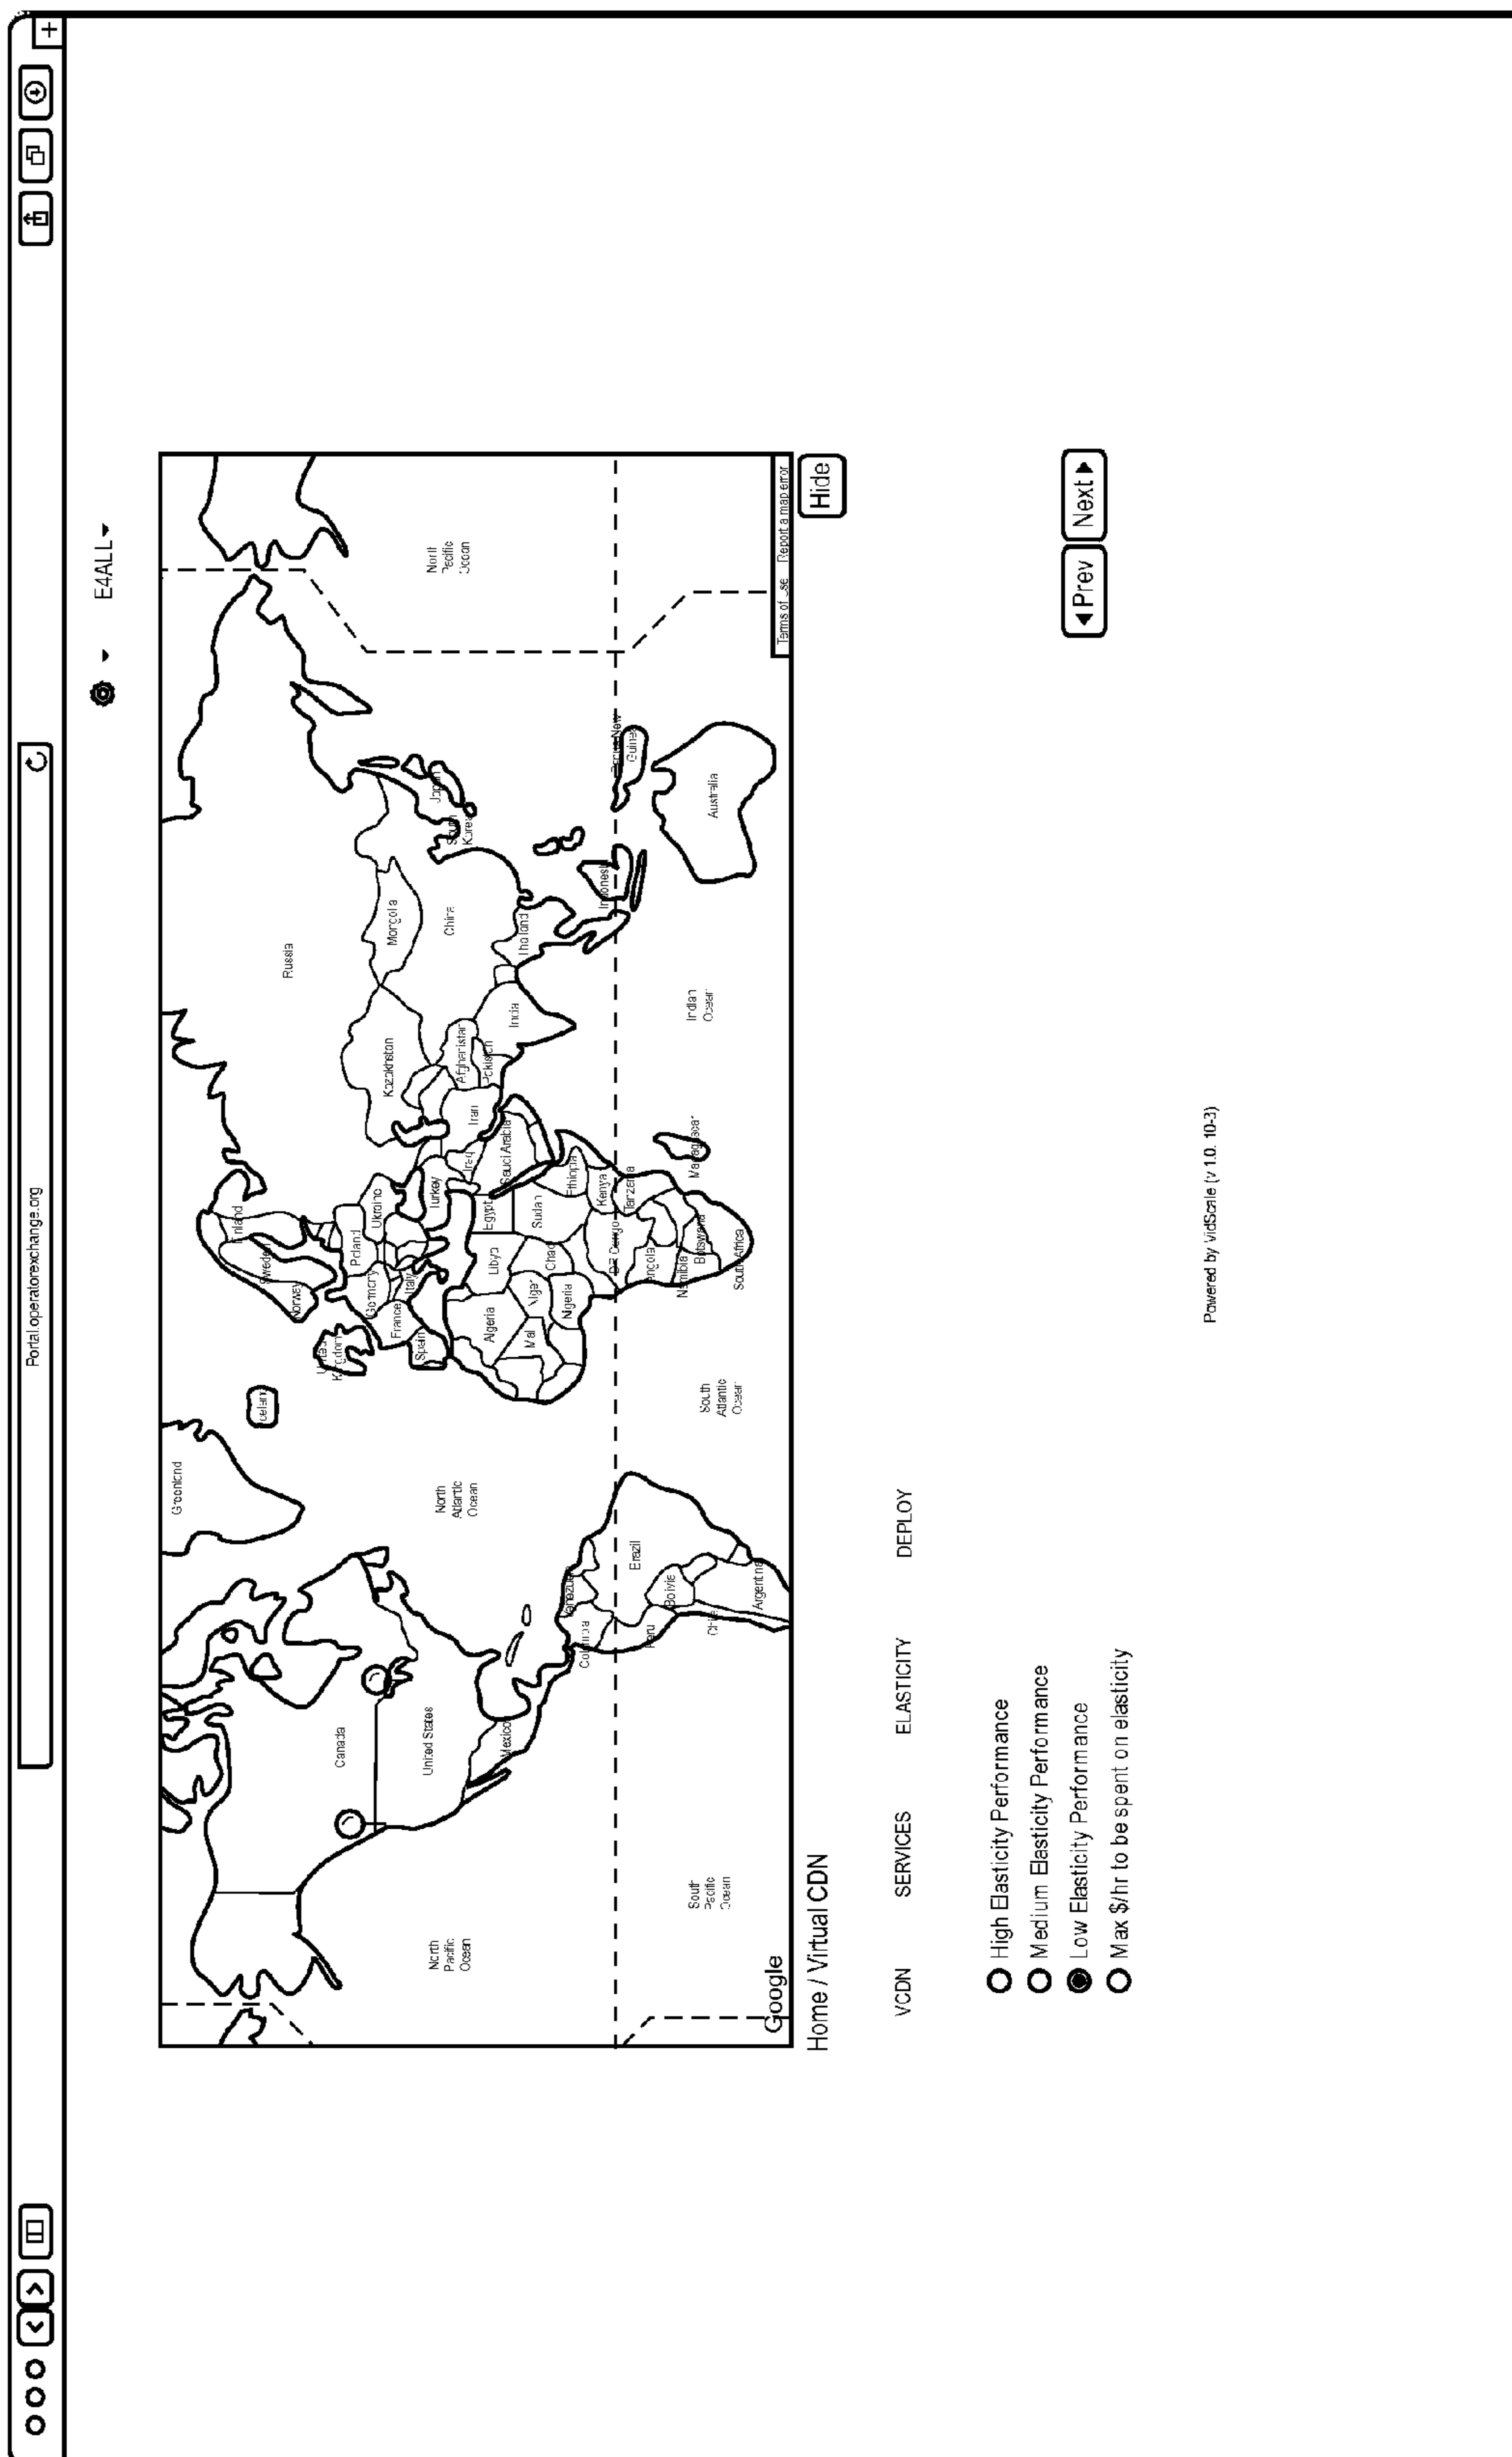 Portal.operatorexchange.org
+
E4ALL
Greenland
Iceland
Russia
Canada
United
Kingdom
Norway
Sweden
Finland
Poland
Germany
Ukraine
France
Italy
Spain
Turkey
Kazakhstan
Mongola
China
Japan
South
Korea
North
Pacific
Ocean
United States
North
Atlantic
Ocean
North
Pacific
Ocean
Mexico
Algeria
Libya
Egypt
Iraq
Iran
Saudi Arabia
Afghanistan
Pakistan
India
Thailand
Mali
Niger
Chad
Sudan
Nigeria
Ethiopia
Kenya
Venezuela
Colombia
DR Congo
Tanzania
Indonesia
Papua New
Guinea
Brazil
Peru
Bolivia
Angola
Namibia
Botswana
Madagascar
Indian
Ocean
Australia
South
Pacific
Ocean
Chile
Argentina
South
Atlantic
Ocean
South Africa
Google
Terms of Use Report a map error
Home / Virtual CDN
Hide
VCDN SERVICES ELASTICITY DEPLOY
High Elasticity Performance
Medium Elasticity Performance
Low Elasticity Performance
Max $/hr to be spent on elasticity
Prev Next
Powered by VidScale (v 1.0. 10-3)